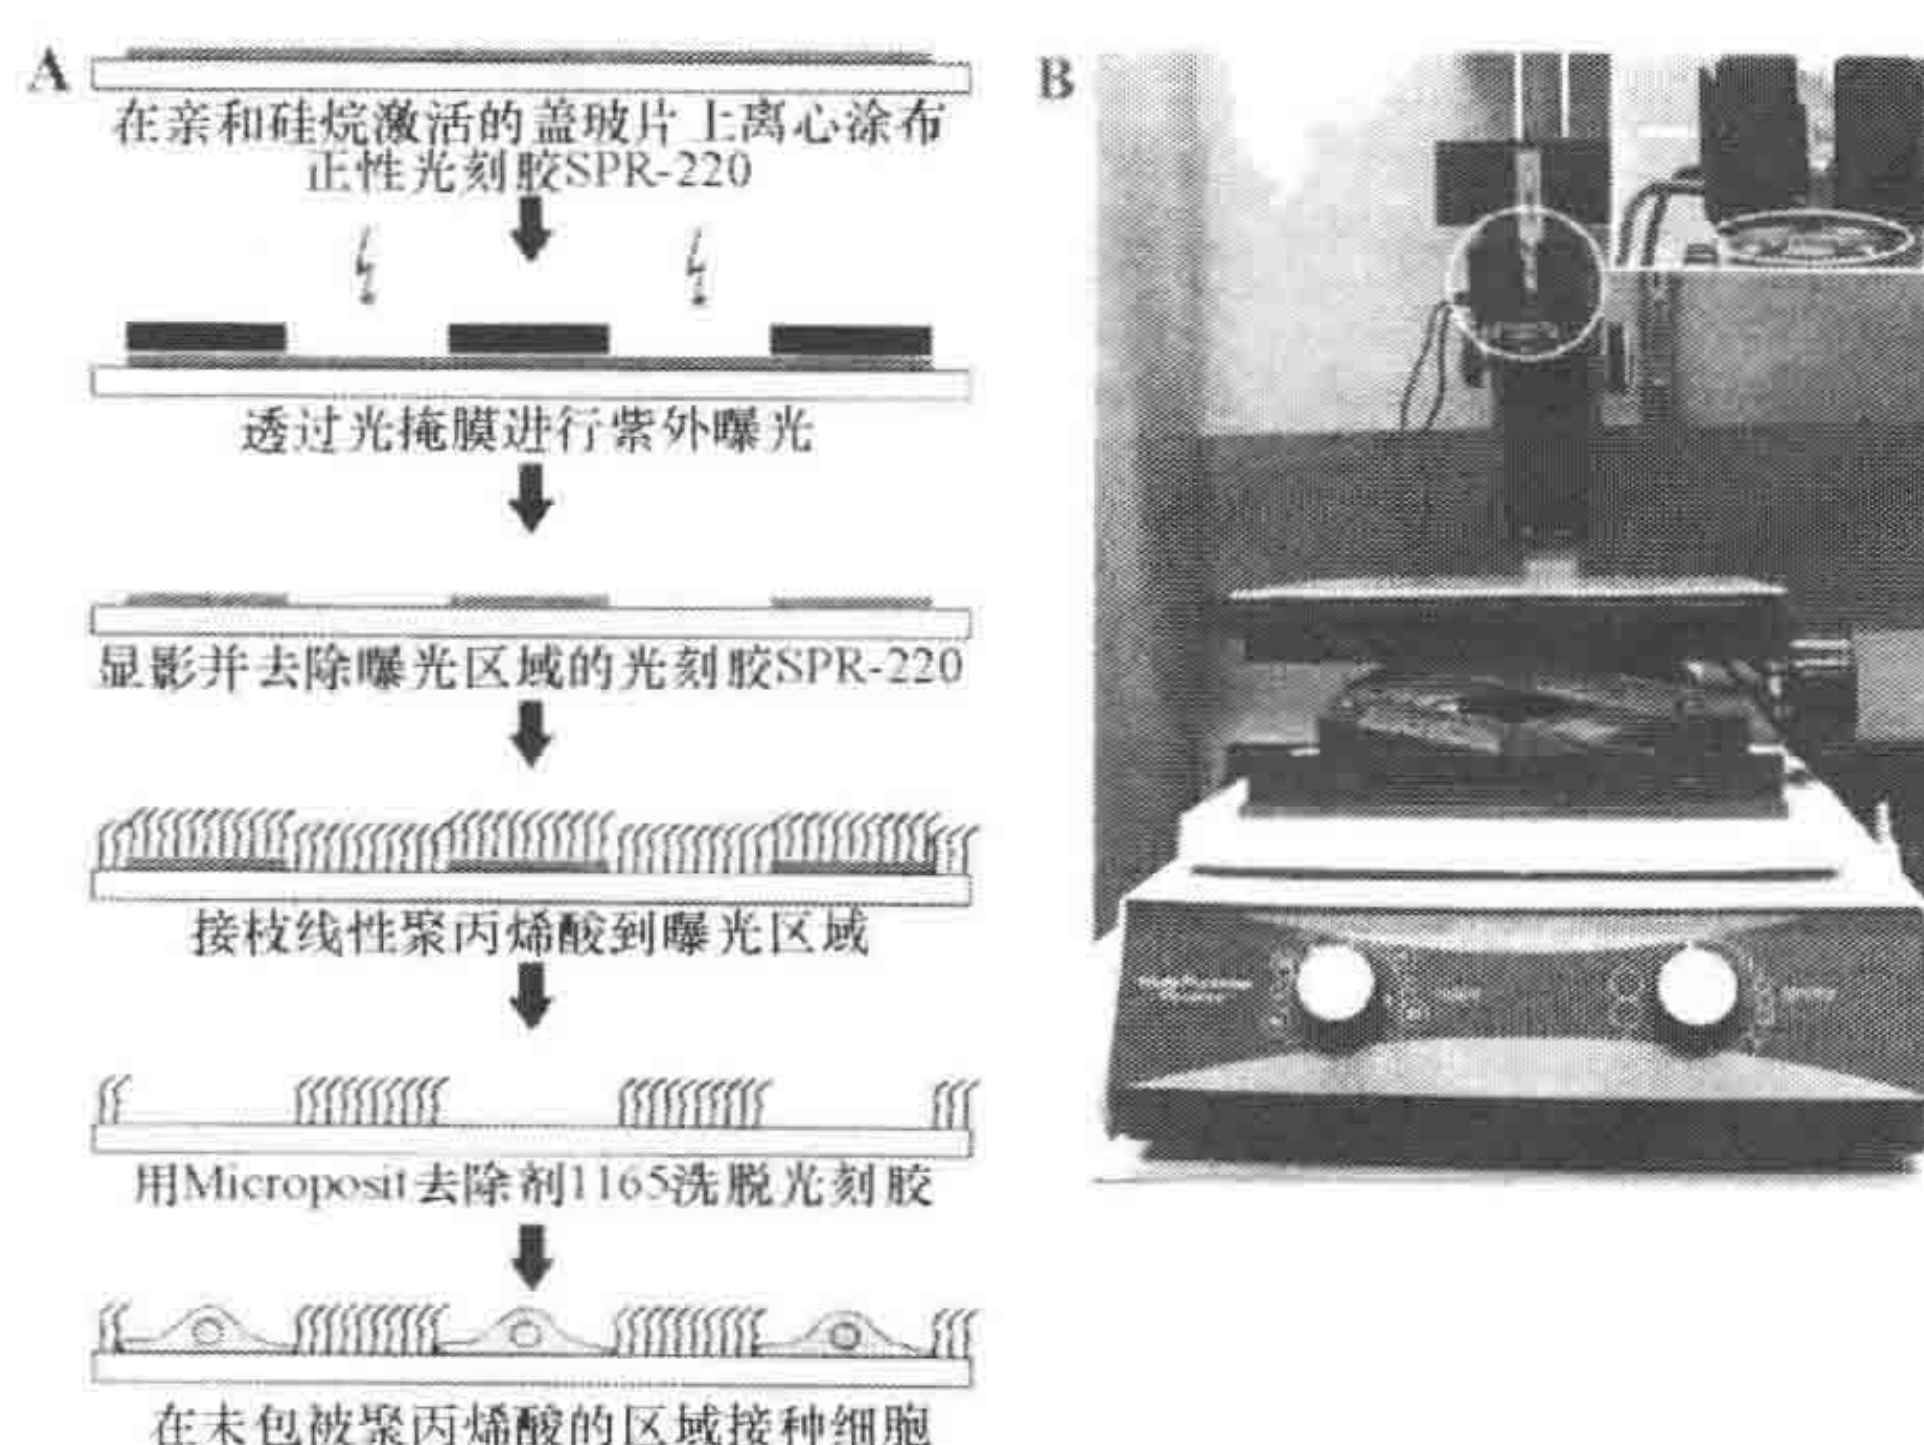 A
在亲和硅烷激活的盖玻片上离心涂布
正性光刻胶SPR-220
透过光掩膜进行紫外曝光
显影并去除曝光区域的光刻胶SPR-220
接枝线性聚丙烯酸到曝光区域
用Microposit去除剂1165洗脱光刻胶
在未包被聚丙烯酸的区域接种细胞
B